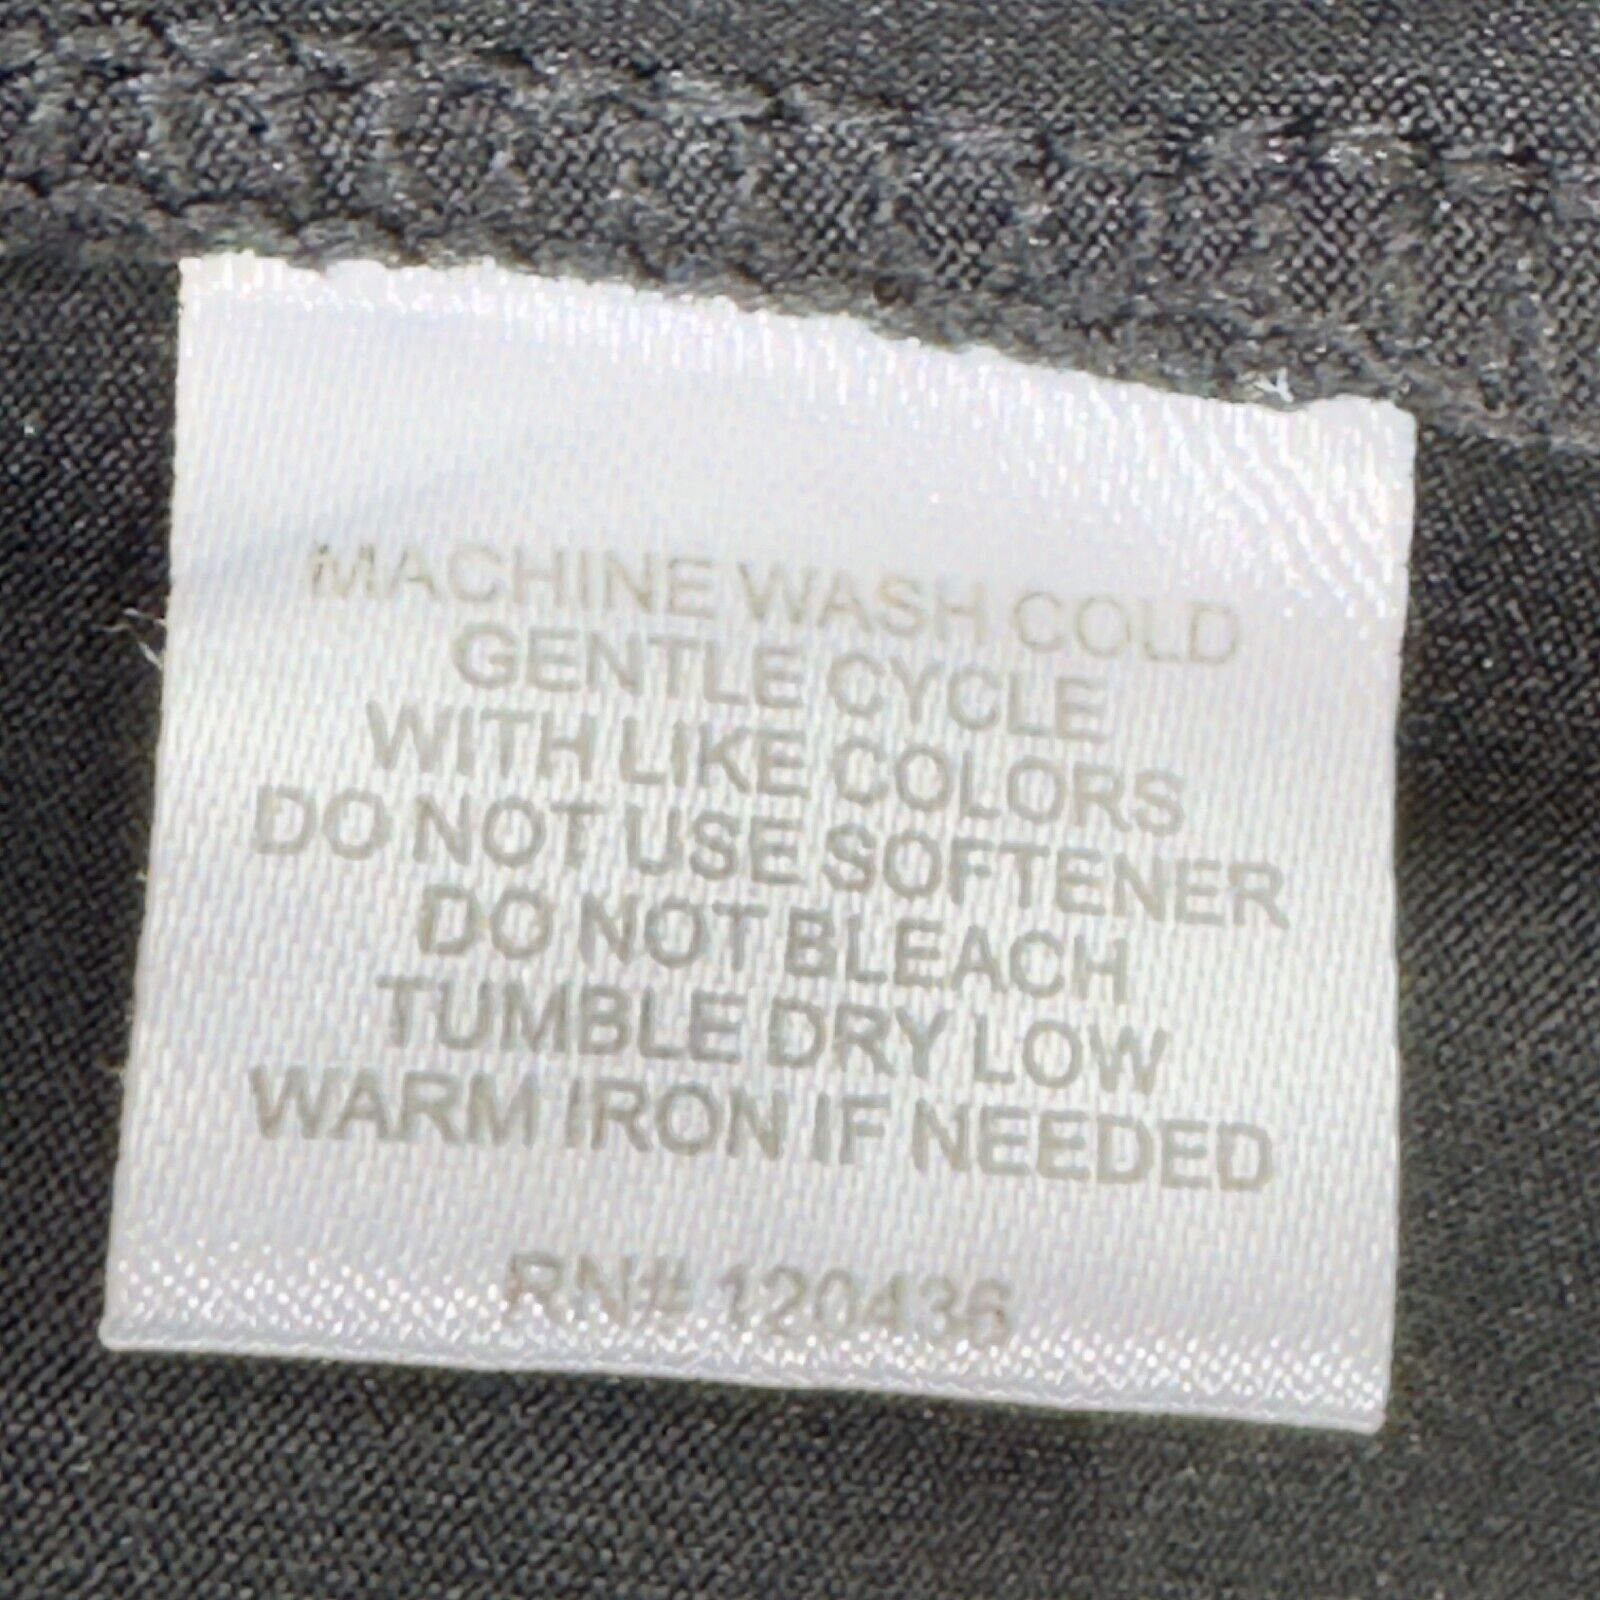 MACHINE WASH COLD
GENTLE CYCLE
WITH LIKE COLORS
DO NOT USE SOFTENER
DO NOT BLEACH
TUMBLE DRY LOW
WARM IRON IF NEEDED
RN# 120436